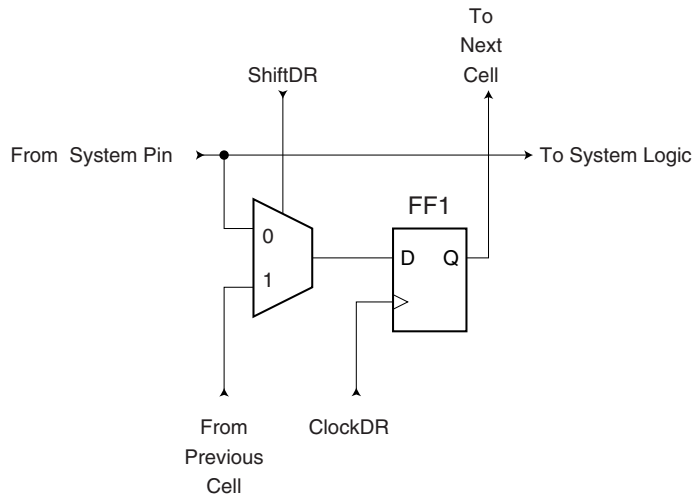 To
Next
Cell
ShiftDR
From System Pin
To System Logic
FF1
0
D Q
1
From
Previous
Cell
ClockDR